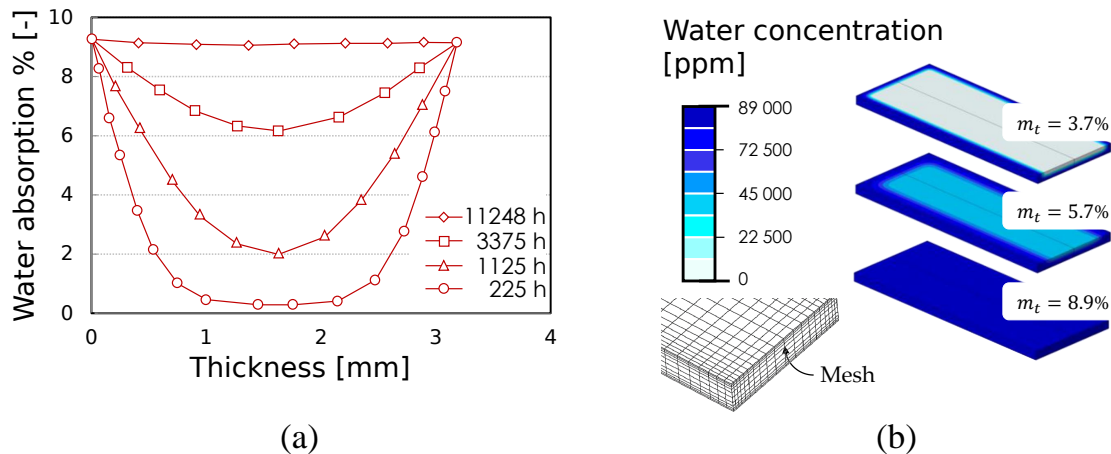 Water absorption % [-]
10
8
6
4
2
0
0
1
2
3
4
Thickness [mm]
11248 h
3375 h
1125 h
225 h
(a)
Water concentration
[ppm]
89 000
72 500
45 000
22 500
0
m_t = 3.7%
m_t = 5.7%
m_t = 8.9%
Mesh
(b)